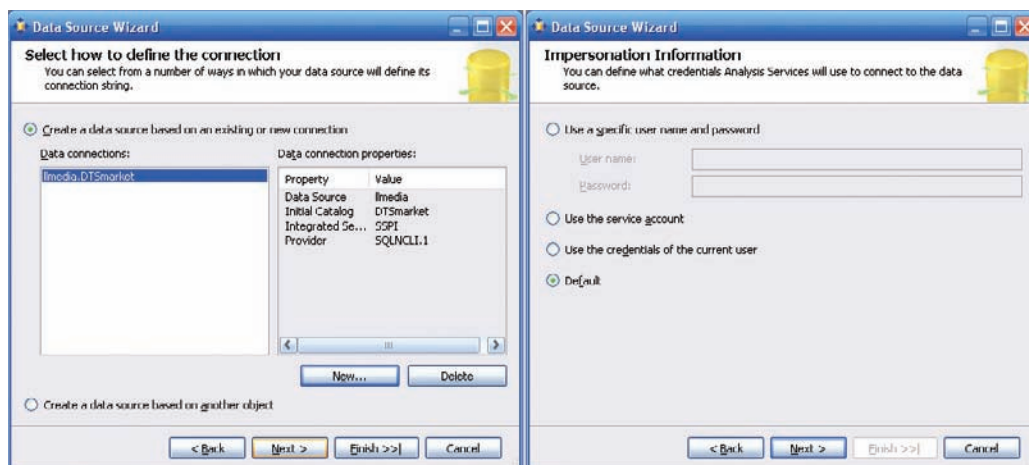 Data Source Wizard
Select how to define the connection
You can select from a number of ways in which your data source will define its
connection string.
Create a data source based on an existing or new connection
Data connections:
llmedia.DTSmarket
Data connection properties:
Property Value
Data Source llmedia
Initial Catalog DTSmarket
Integrated Se... SSPI
Provider SQLNCLI.1
New... Delete
Create a data source based on another object
< Back Next > Finish >>| Cancel
Data Source Wizard
Impersonation Information
You can define what credentials Analysis Services will use to connect to the data
source.
Use a specific user name and password
User name:
Password:
Use the service account
Use the credentials of the current user
Default
< Back Next > Finish >>| Cancel